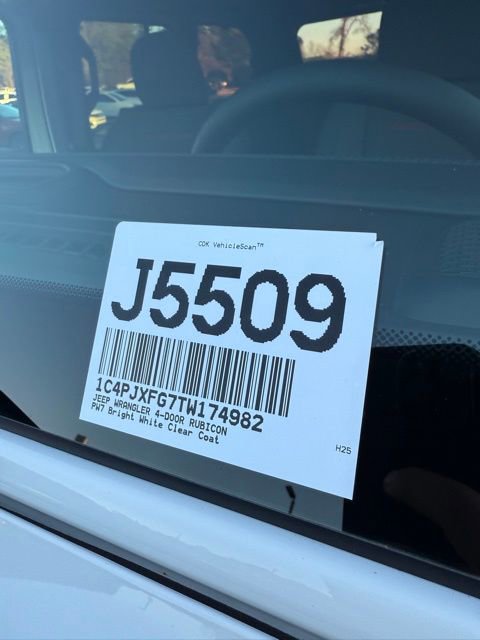 CDK VehicleScan™
J5509
1C4PJXFG7TW174982
JEEP WRANGLER 4-DOOR RUBICON
PW7 Bright White Clear Coat
H25